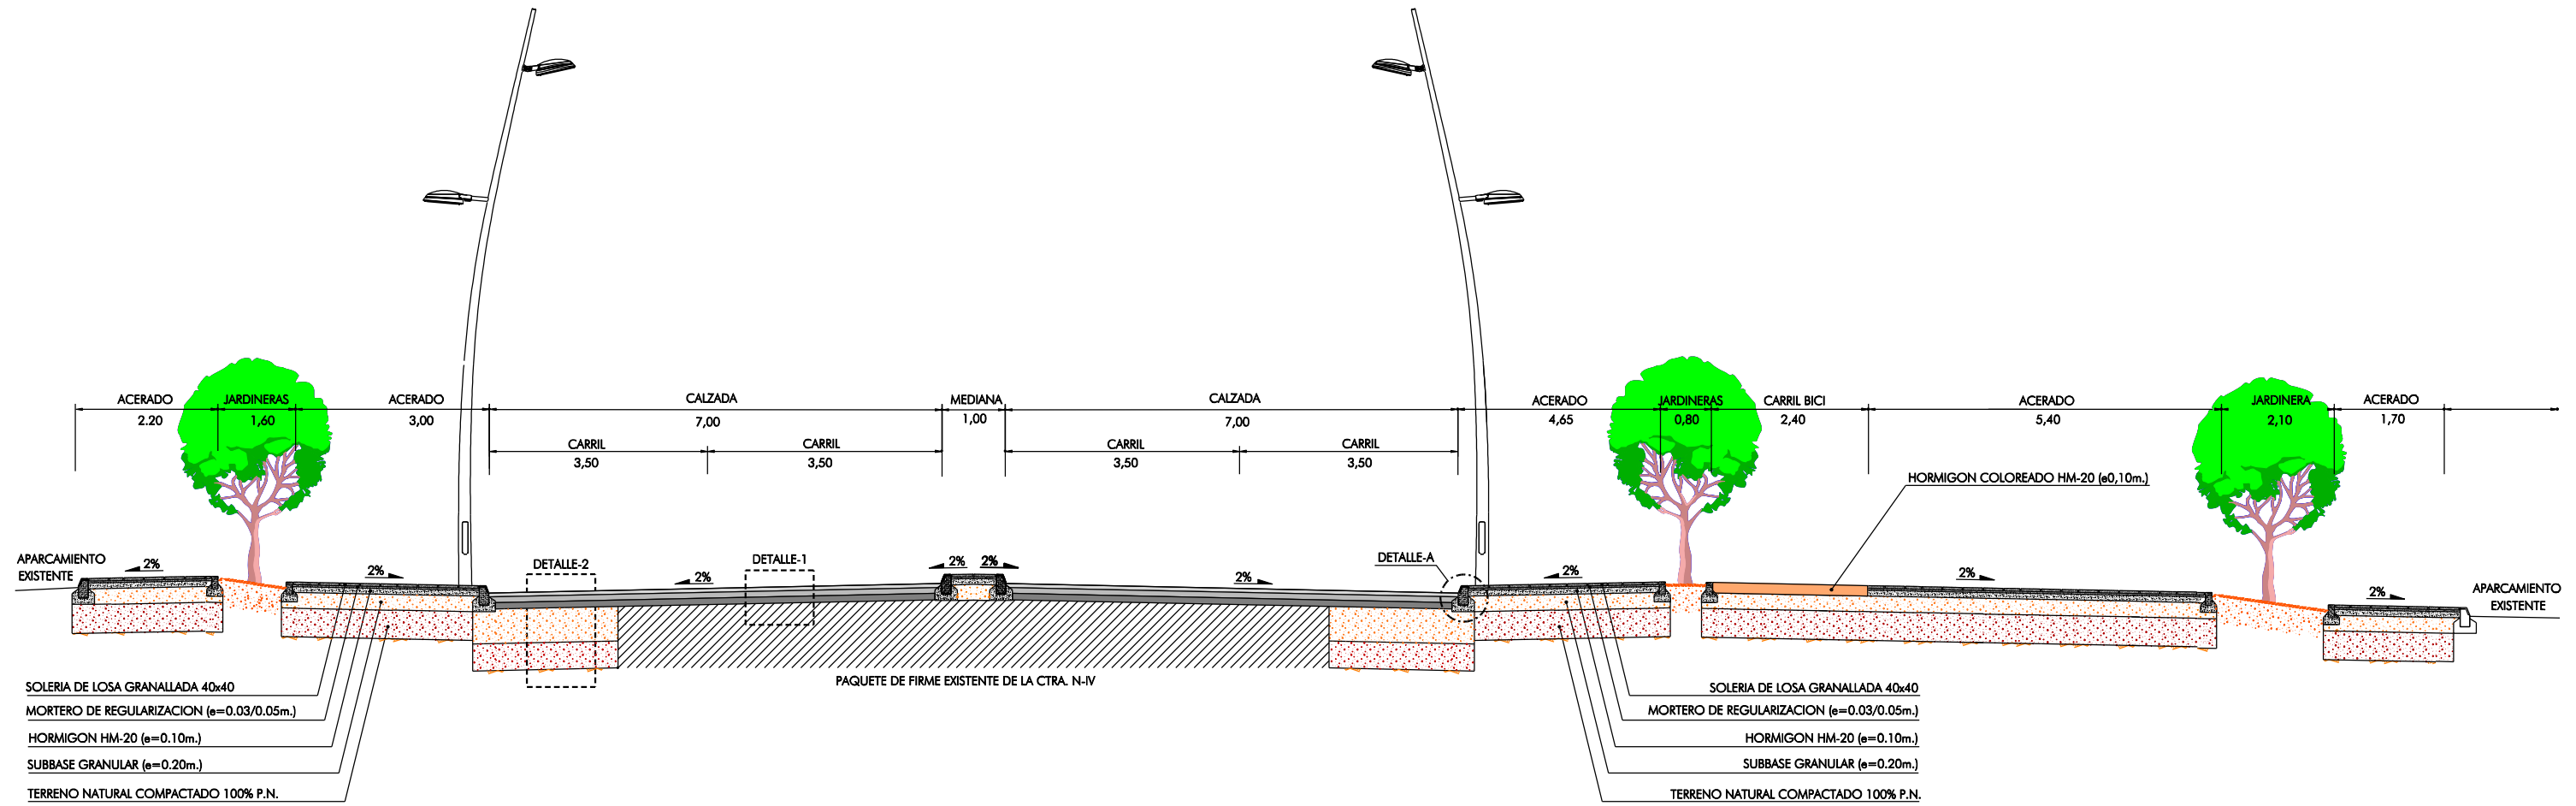 ACERADO JARDINERAS ACERADO CALZADA MEDIANA CALZADA ACERADO JARDINERAS CARRIL BICI ACERADO JARDINERA ACERADO
2.20 1,60 3,00 7,00 1,00 7,00 4,65 0,80 2,40 5,40 2,10 1,70
CARRIL CARRIL CARRIL CARRIL
3,50 3,50 3,50 3,50
HORMIGON COLOREADO HM-20 (e0,10m.)
APARCAMIENTO
EXISTENTE
2% 2% DETALLE-2 2% DETALLE-1 2% 2% 2% DETALLE-A 2% 2% 2%
APARCAMIENTO
EXISTENTE
PAQUETE DE FIRME EXISTENTE DE LA CTRA. N-IV
SOLERIA DE LOSA GRANALLADA 40x40
MORTERO DE REGULARIZACION (e=0.03/0.05m.)
HORMIGON HM-20 (e=0.10m.)
SUBBASE GRANULAR (e=0.20m.)
TERRENO NATURAL COMPACTADO 100% P.N.
SOLERIA DE LOSA GRANALLADA 40x40
MORTERO DE REGULARIZACION (e=0.03/0.05m.)
HORMIGON HM-20 (e=0.10m.)
SUBBASE GRANULAR (e=0.20m.)
TERRENO NATURAL COMPACTADO 100% P.N.